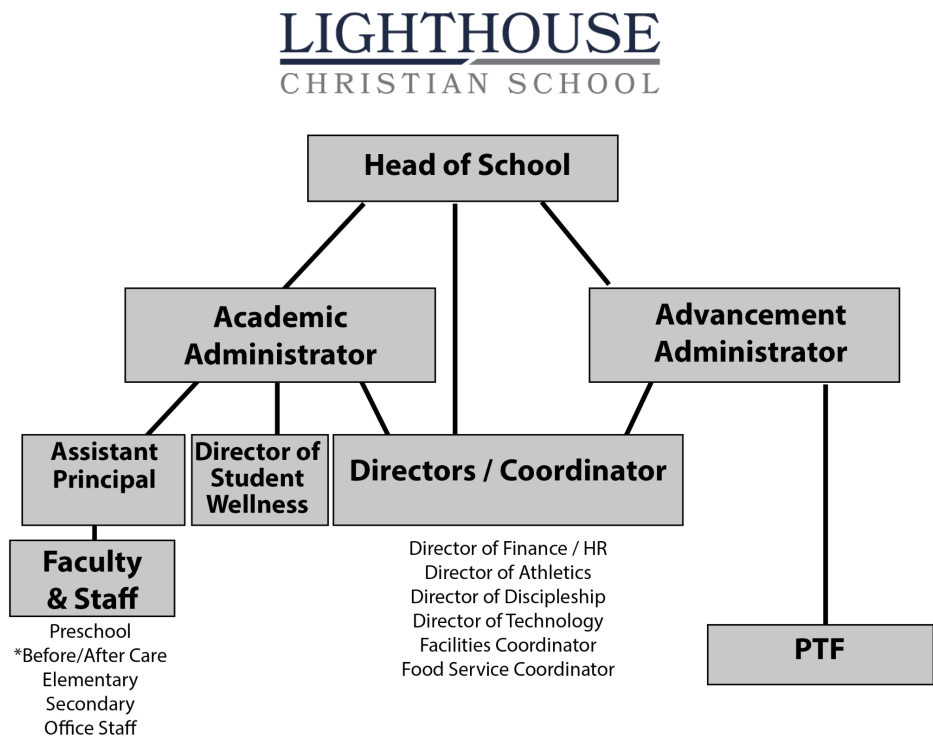 LIGHTHOUSE
CHRISTIAN SCHOOL
Head of School
Academic
Administrator
Advancement
Administrator
Assistant
Principal
Director of
Student
Wellness
Directors / Coordinator
Faculty
& Staff
Preschool
*Before/After Care
Elementary
Secondary
Office Staff
Director of Finance / HR
Director of Athletics
Director of Discipleship
Director of Technology
Facilities Coordinator
Food Service Coordinator
PTF